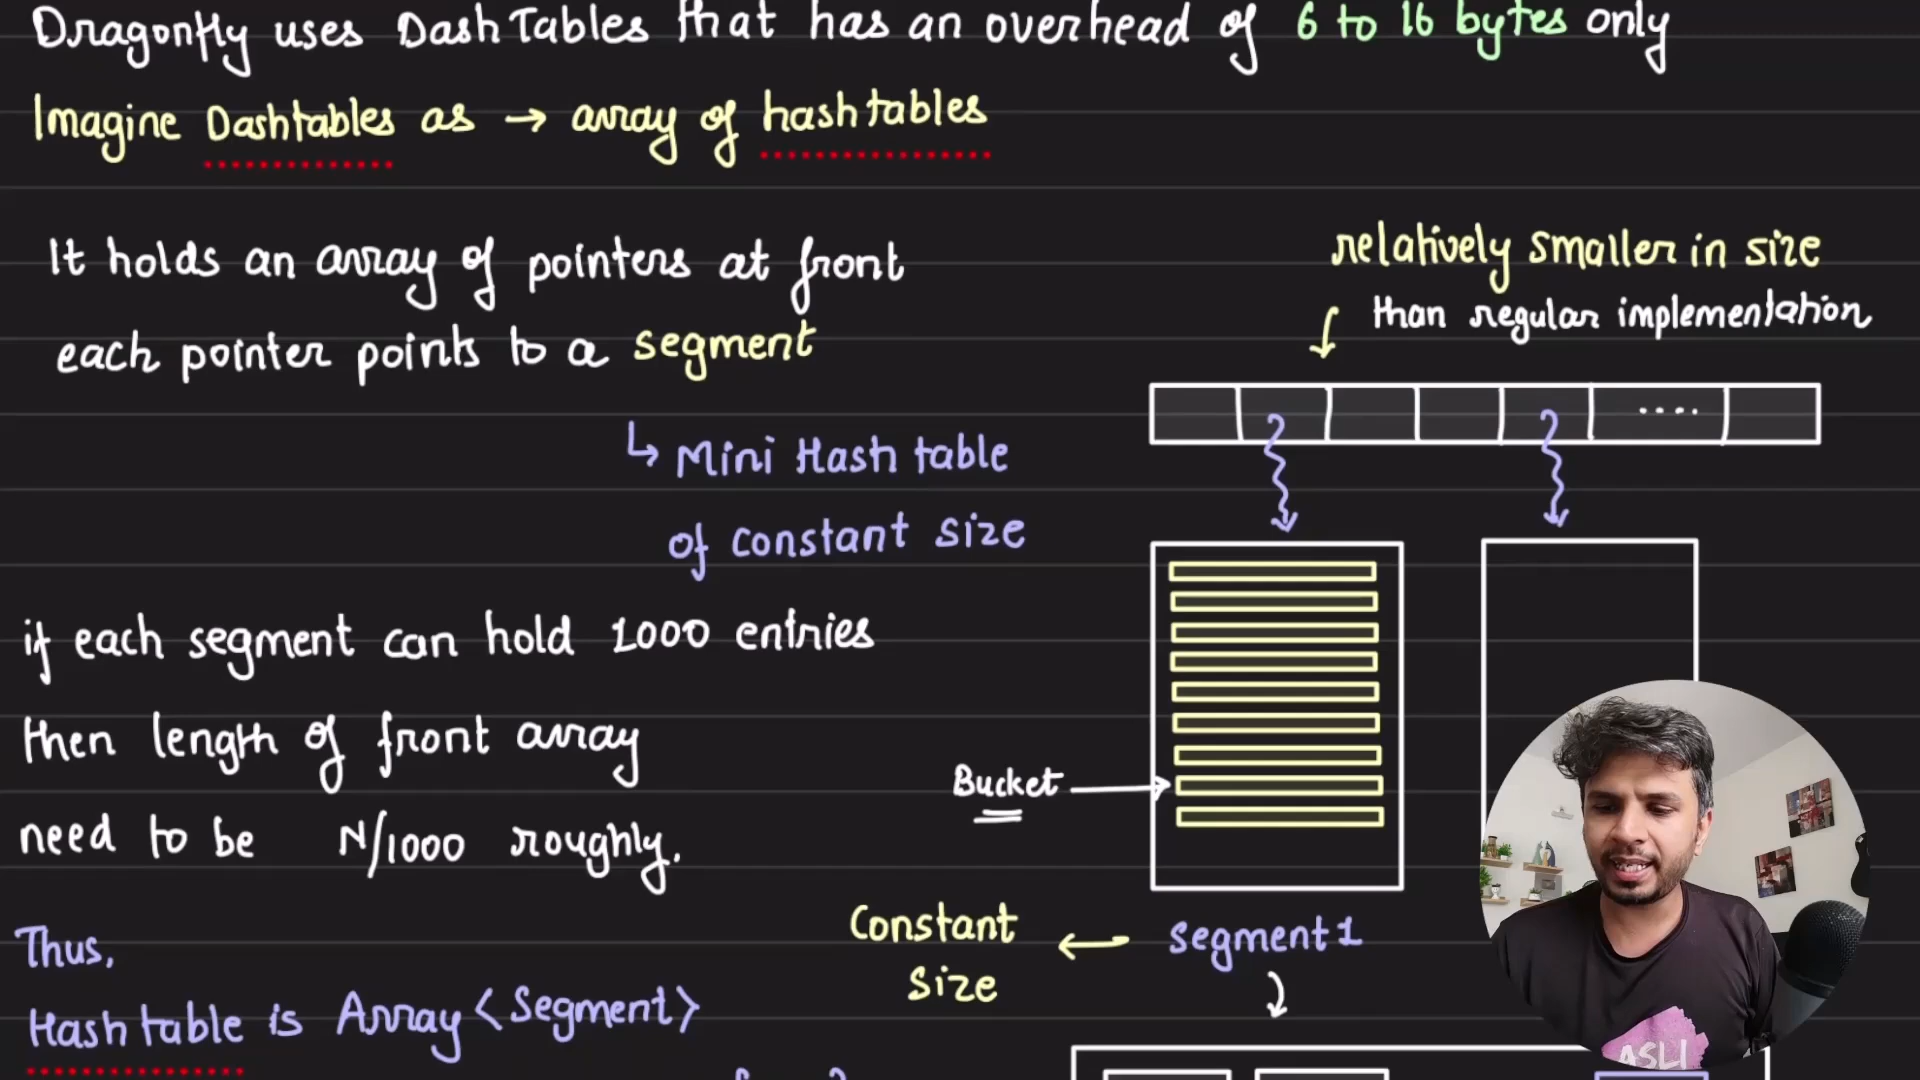 Dragonfly uses DashTables that has an overhead of 6 to 16 bytes only
Imagine Dashtables as → array of hashtables
It holds an array of pointers at front
each pointer points to a segment
↳ Mini Hash table
of constant size
if each segment can hold 1000 entries
then length of front array
need to be N/1000 roughly.
Thus,
Hashtable is Array <Segment>
relatively smaller in size
than regular implementation
....
Bucket →
Constant
size
← segment 1
ASLI